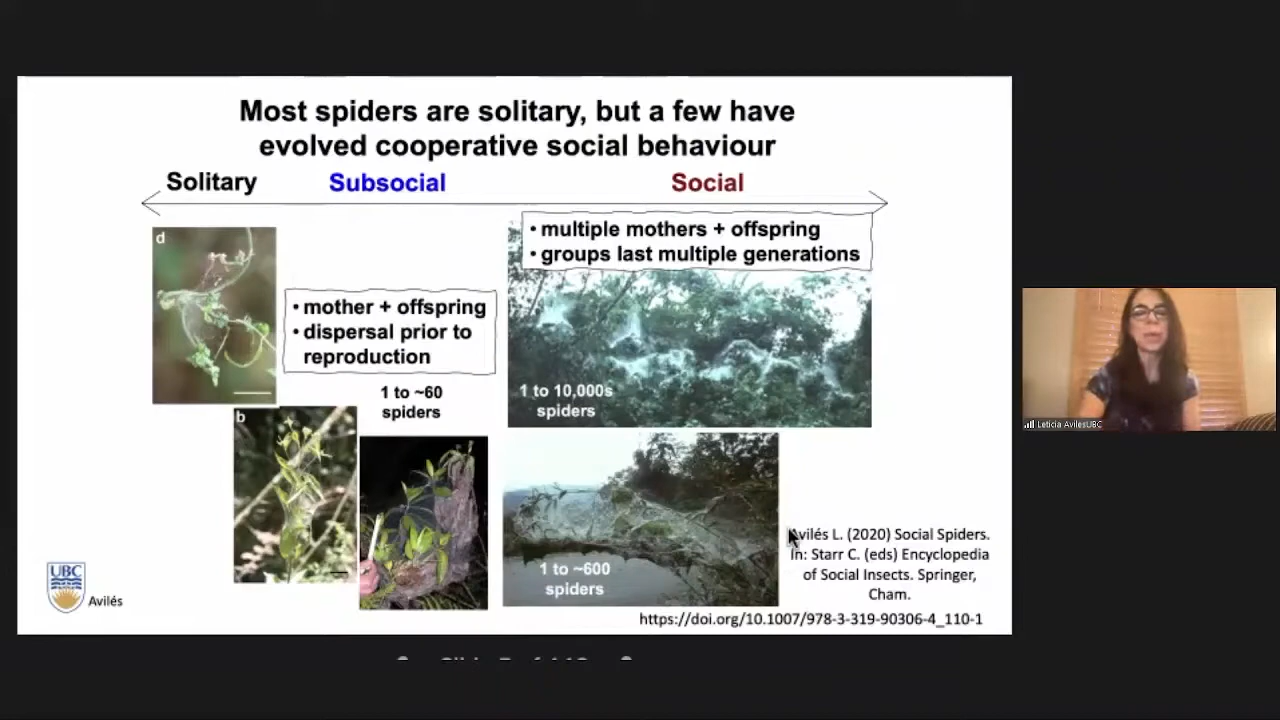 Most spiders are solitary, but a few have
evolved cooperative social behaviour
Solitary
Subsocial
Social
d
• multiple mothers + offspring
• groups last multiple generations
• mother + offspring
• dispersal prior to
reproduction
1 to ~60
spiders
1 to 10,000s
spiders
b
1 to ~600
spiders
Avilés L. (2020) Social Spiders.
In: Starr C. (eds) Encyclopedia
of Social Insects. Springer,
Cham.
https://doi.org/10.1007/978-3-319-90306-4_110-1
UBC
Avilés
Leticia AvilesUBC